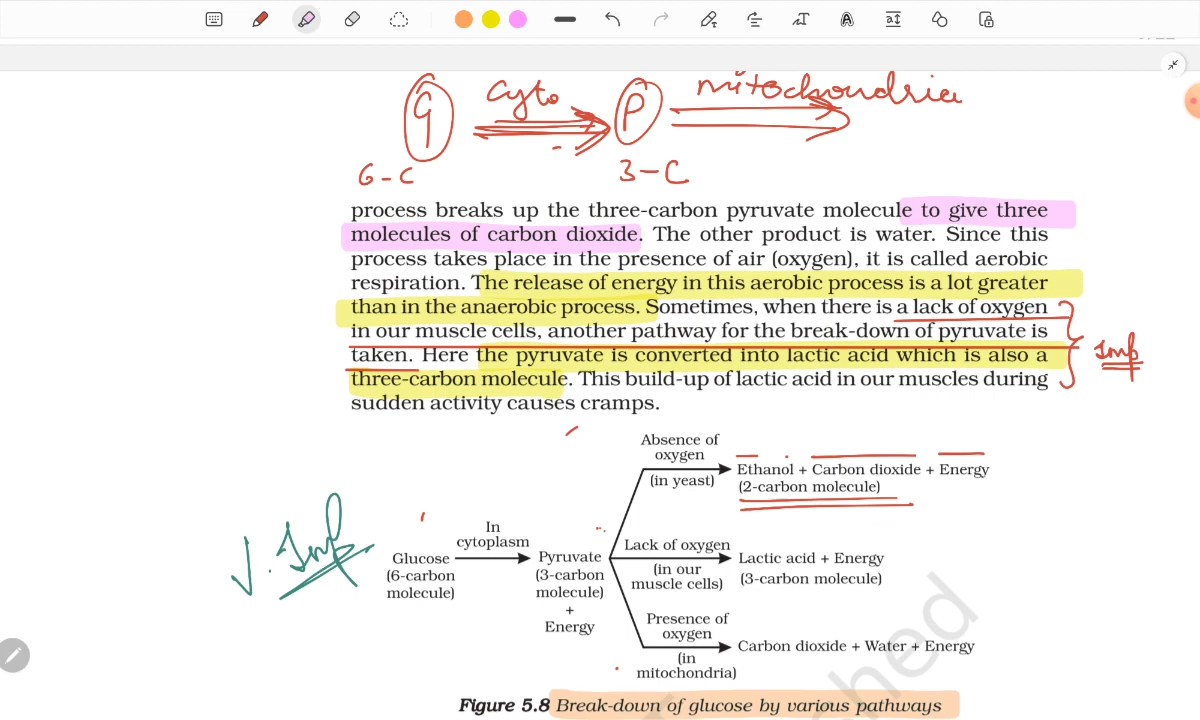 G cyto P mitochondria
6-C 3-C
process breaks up the three-carbon pyruvate molecule to give three
molecules of carbon dioxide. The other product is water. Since this
process takes place in the presence of air (oxygen), it is called aerobic
respiration. The release of energy in this aerobic process is a lot greater
than in the anaerobic process. Sometimes, when there is a lack of oxygen
in our muscle cells, another pathway for the break-down of pyruvate is
taken. Here the pyruvate is converted into lactic acid which is also a
three-carbon molecule. This build-up of lactic acid in our muscles during
sudden activity causes cramps.
Imp
V. Imp
Glucose
(6-carbon
molecule)
In
cytoplasm
Pyruvate
(3-carbon
molecule)
+
Energy
Absence of
oxygen
(in yeast)
Ethanol + Carbon dioxide + Energy
(2-carbon molecule)
Lack of oxygen
(in our
muscle cells)
Lactic acid + Energy
(3-carbon molecule)
Presence of
oxygen
(in
mitochondria)
Carbon dioxide + Water + Energy
Figure 5.8 Break-down of glucose by various pathways